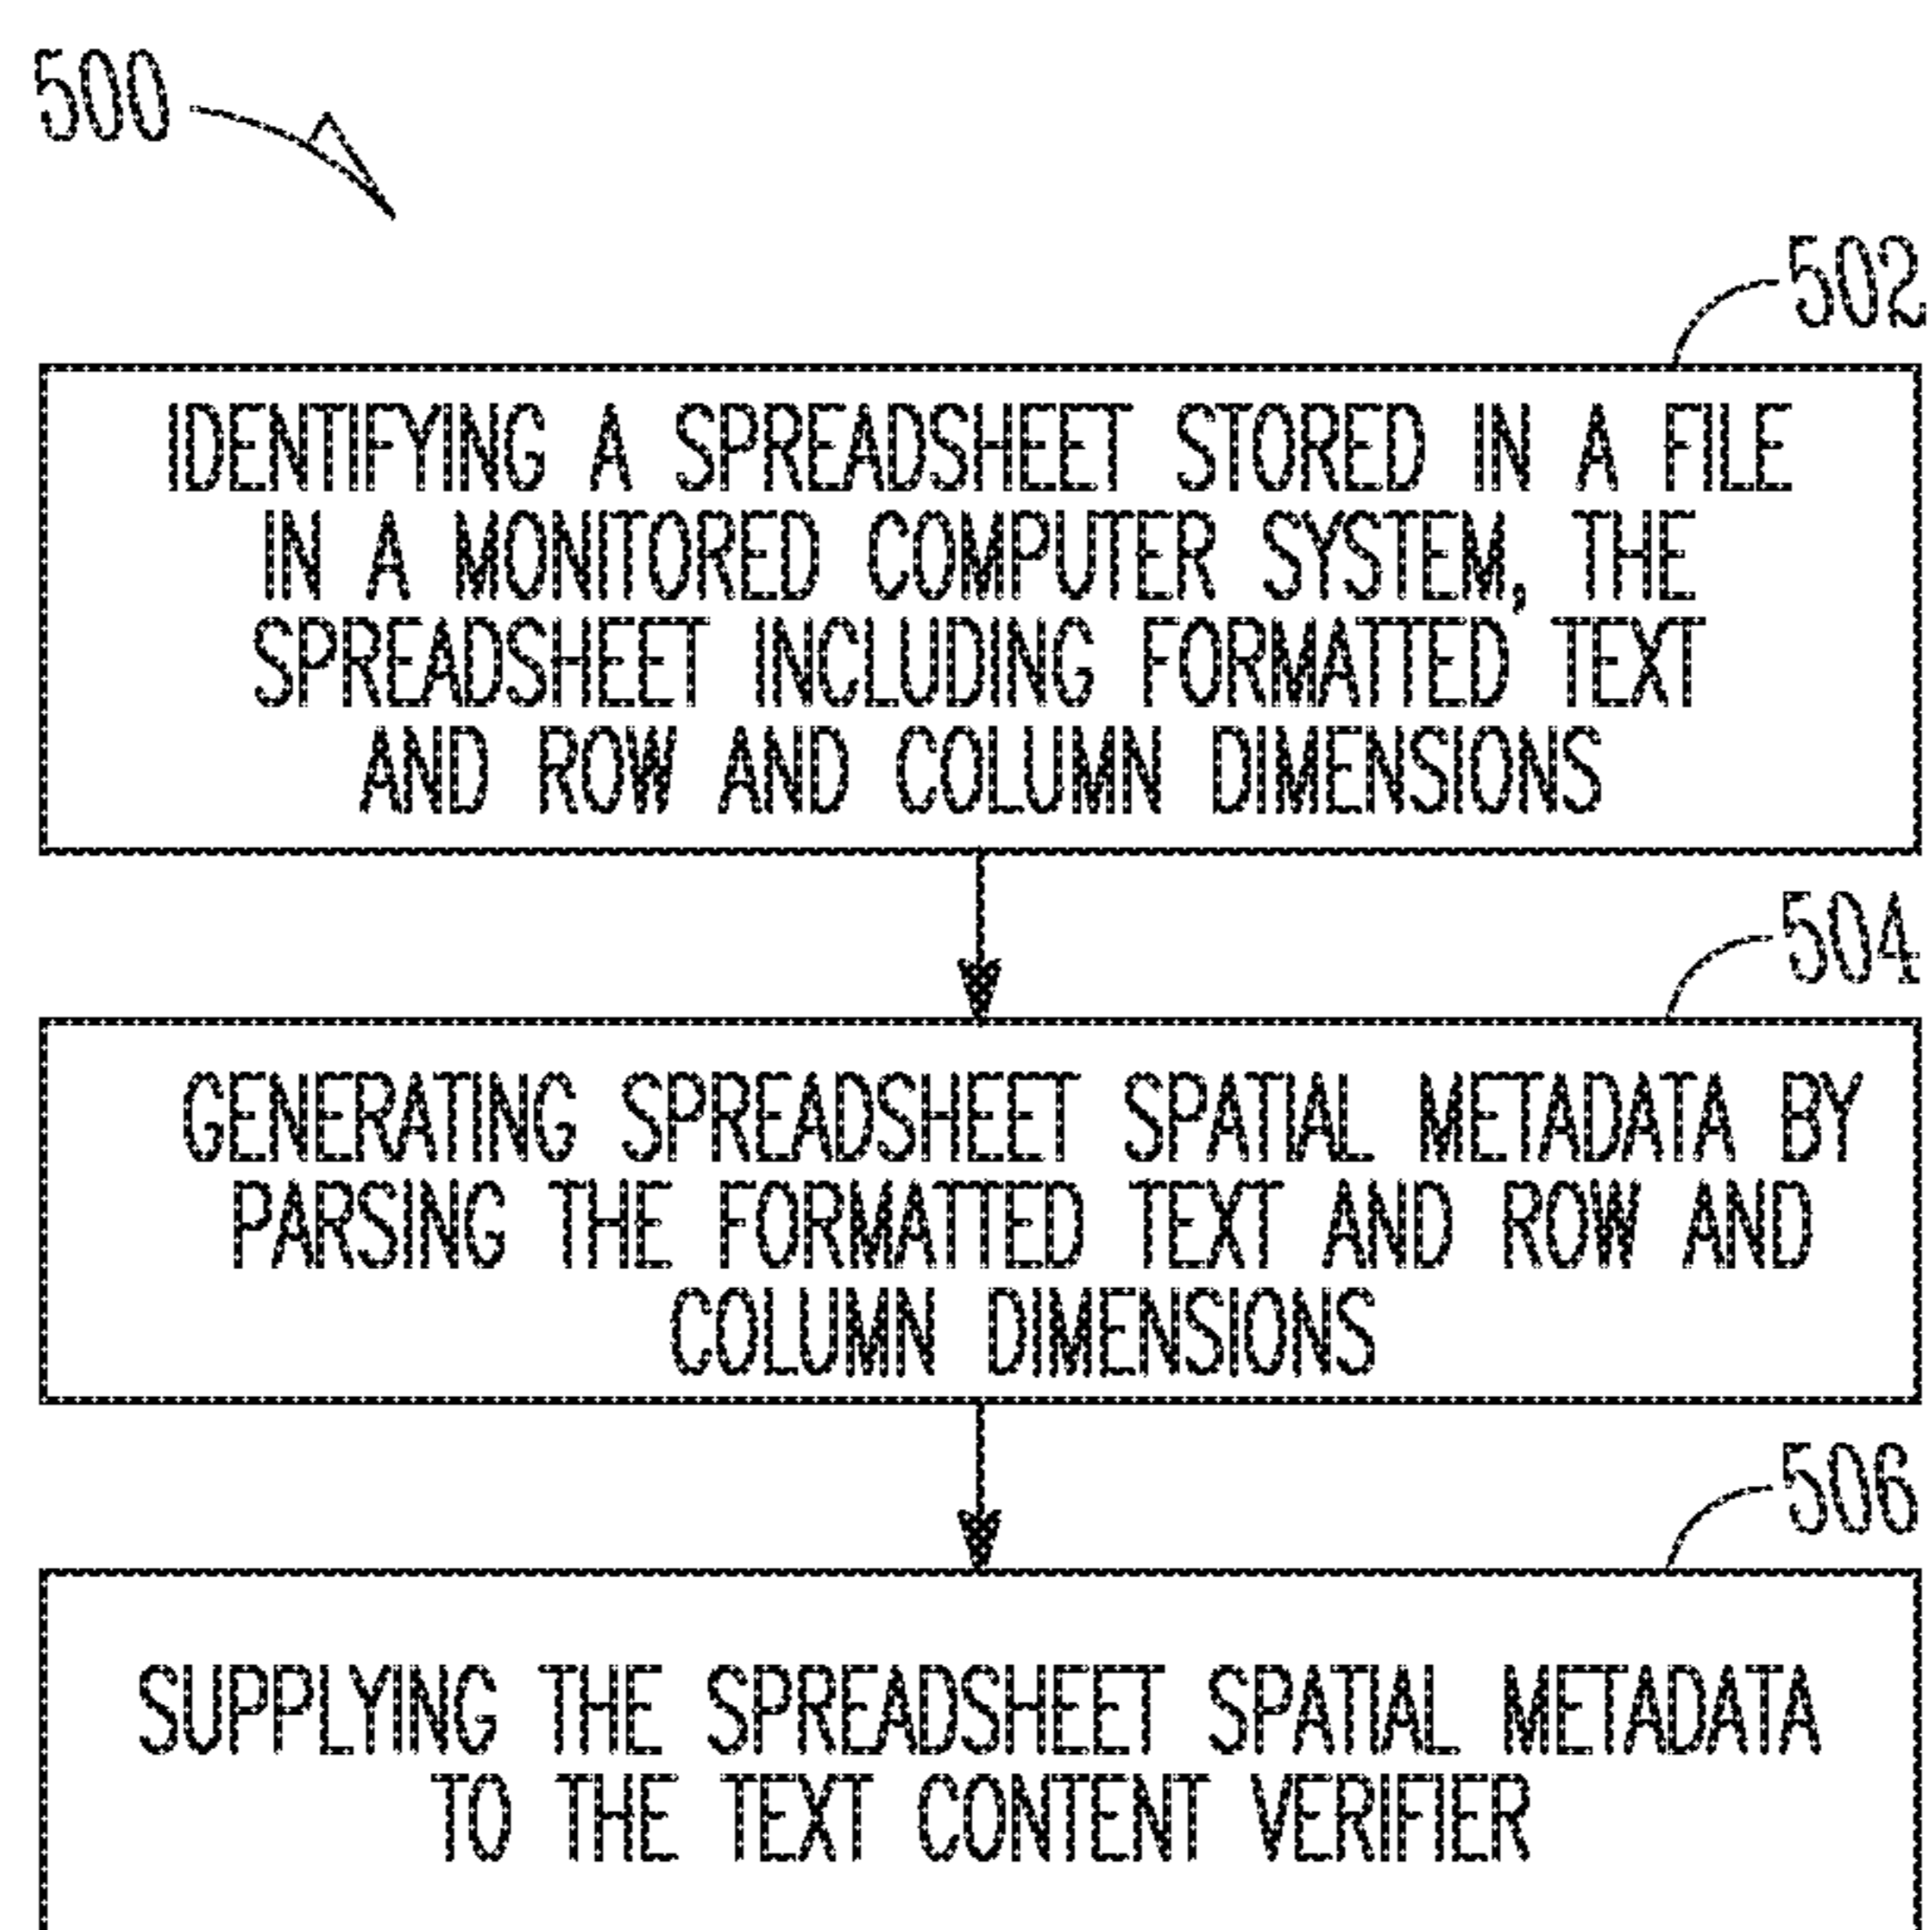 500
502
IDENTIFYING A SPREADSHEET STORED IN A FILE
IN A MONITORED COMPUTER SYSTEM, THE
SPREADSHEET INCLUDING FORMATTED TEXT
AND ROW AND COLUMN DIMENSIONS
504
GENERATING SPREADSHEET SPATIAL METADATA BY
PARSING THE FORMATTED TEXT AND ROW AND
COLUMN DIMENSIONS
506
SUPPLYING THE SPREADSHEET SPATIAL METADATA
TO THE TEXT CONTENT VERIFIER